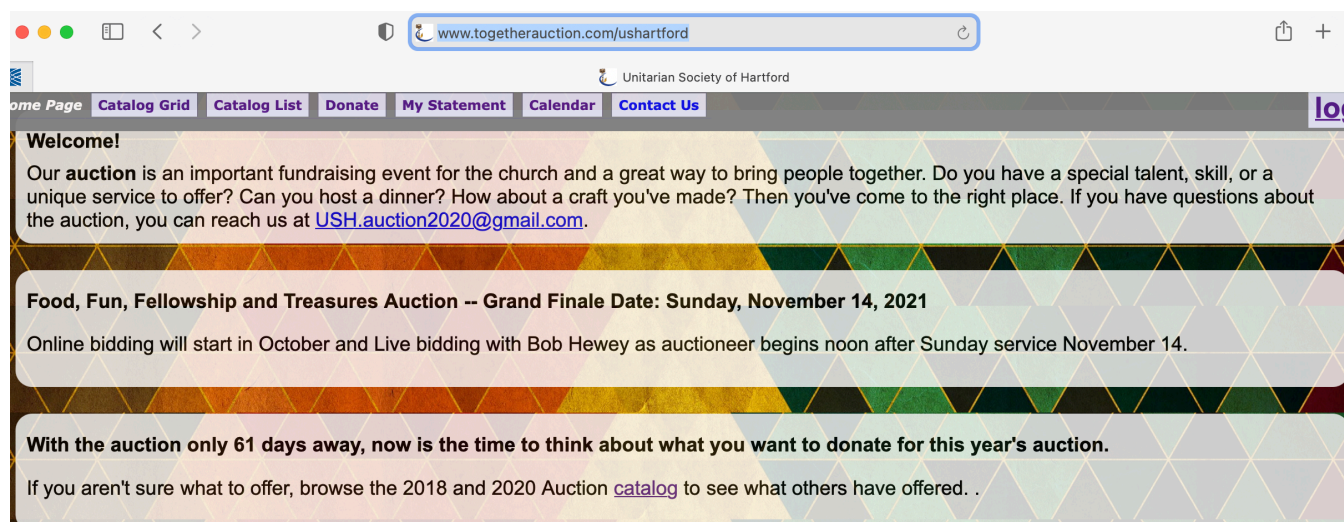 www.togetherauction.com/ushartford
Unitarian Society of Hartford
ome Page Catalog Grid Catalog List Donate My Statement Calendar Contact Us log
Welcome!
Our auction is an important fundraising event for the church and a great way to bring people together. Do you have a special talent, skill, or a
unique service to offer? Can you host a dinner? How about a craft you've made? Then you've come to the right place. If you have questions about
the auction, you can reach us at USH.auction2020@gmail.com.
Food, Fun, Fellowship and Treasures Auction -- Grand Finale Date: Sunday, November 14, 2021
Online bidding will start in October and Live bidding with Bob Hewey as auctioneer begins noon after Sunday service November 14.
With the auction only 61 days away, now is the time to think about what you want to donate for this year's auction.
If you aren't sure what to offer, browse the 2018 and 2020 Auction catalog to see what others have offered. .